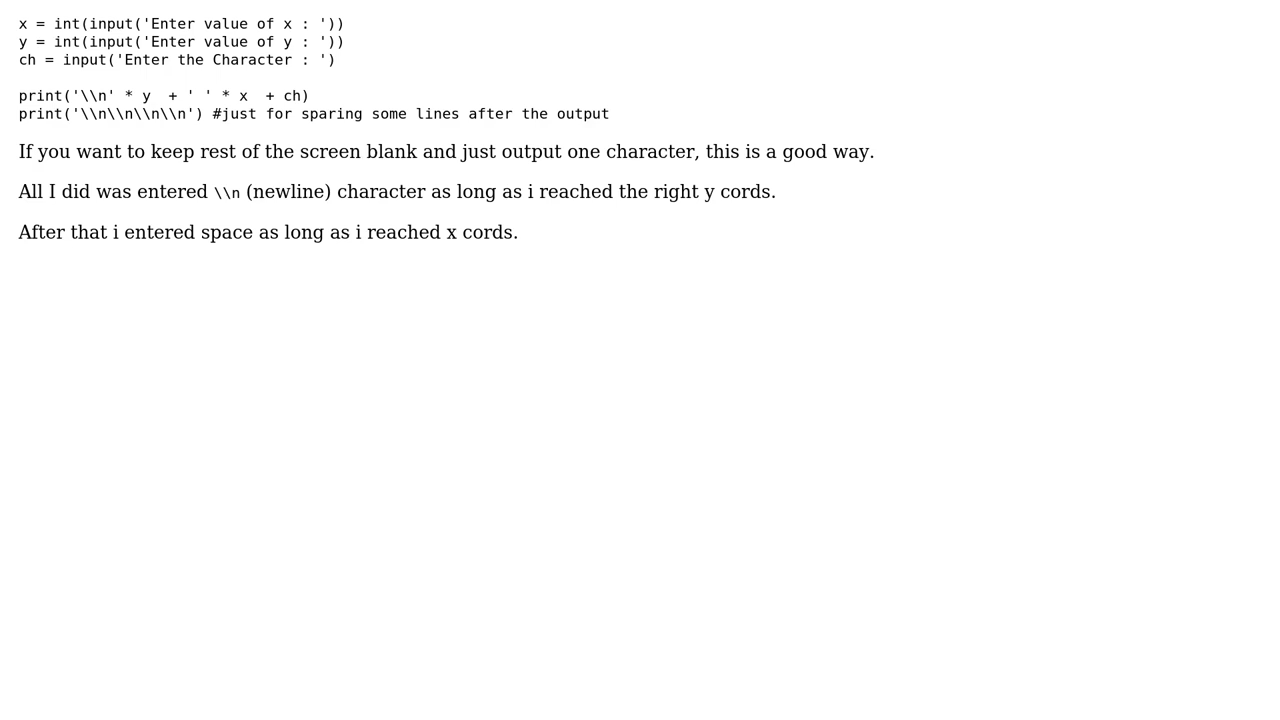 x = int(input('Enter value of x : '))
y = int(input('Enter value of y : '))
ch = input('Enter the Character : ')
print('\\n' * y  + ' ' * x  + ch)
print('\\n\\n\\n\\n') #just for sparing some lines after the output
If you want to keep rest of the screen blank and just output one character, this is a good way.
All I did was entered \\n (newline) character as long as i reached the right y cords.
After that i entered space as long as i reached x cords.